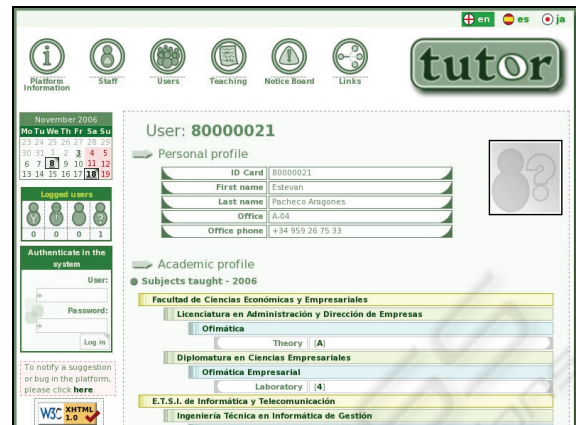 en es ja
Platform Information
Staff
Users
Teaching
Notice Board
Links
tutor
November 2006
Mo Tu We Th Fr Sa Su
23 24 25 26 27 28 29
30 31 1 2 3 4 5
6 7 8 9 10 11 12
13 14 15 16 17 18 19
Logged users
0 0 0 1
Authenticate in the system
User:
Password:
Log in
To notify a suggestion
or bug in the platform,
please click here.
W3C XHTML 1.0
User: 80000021
Personal profile
ID Card 80000021
First name Estevan
Last name Pacheco Aragones
Office A-04
Office phone +34 959 26 75 33
Academic profile
Subjects taught - 2006
Facultad de Ciencias Económicas y Empresariales
Licenciatura en Administración y Dirección de Empresas
Ofimática
Theory [A]
Diplomatura en Ciencias Empresariales
Ofimática Empresarial
Laboratory [4]
E.T.S.I. de Informática y Telecomunicación
Ingeniería Técnica en Informática de Gestión